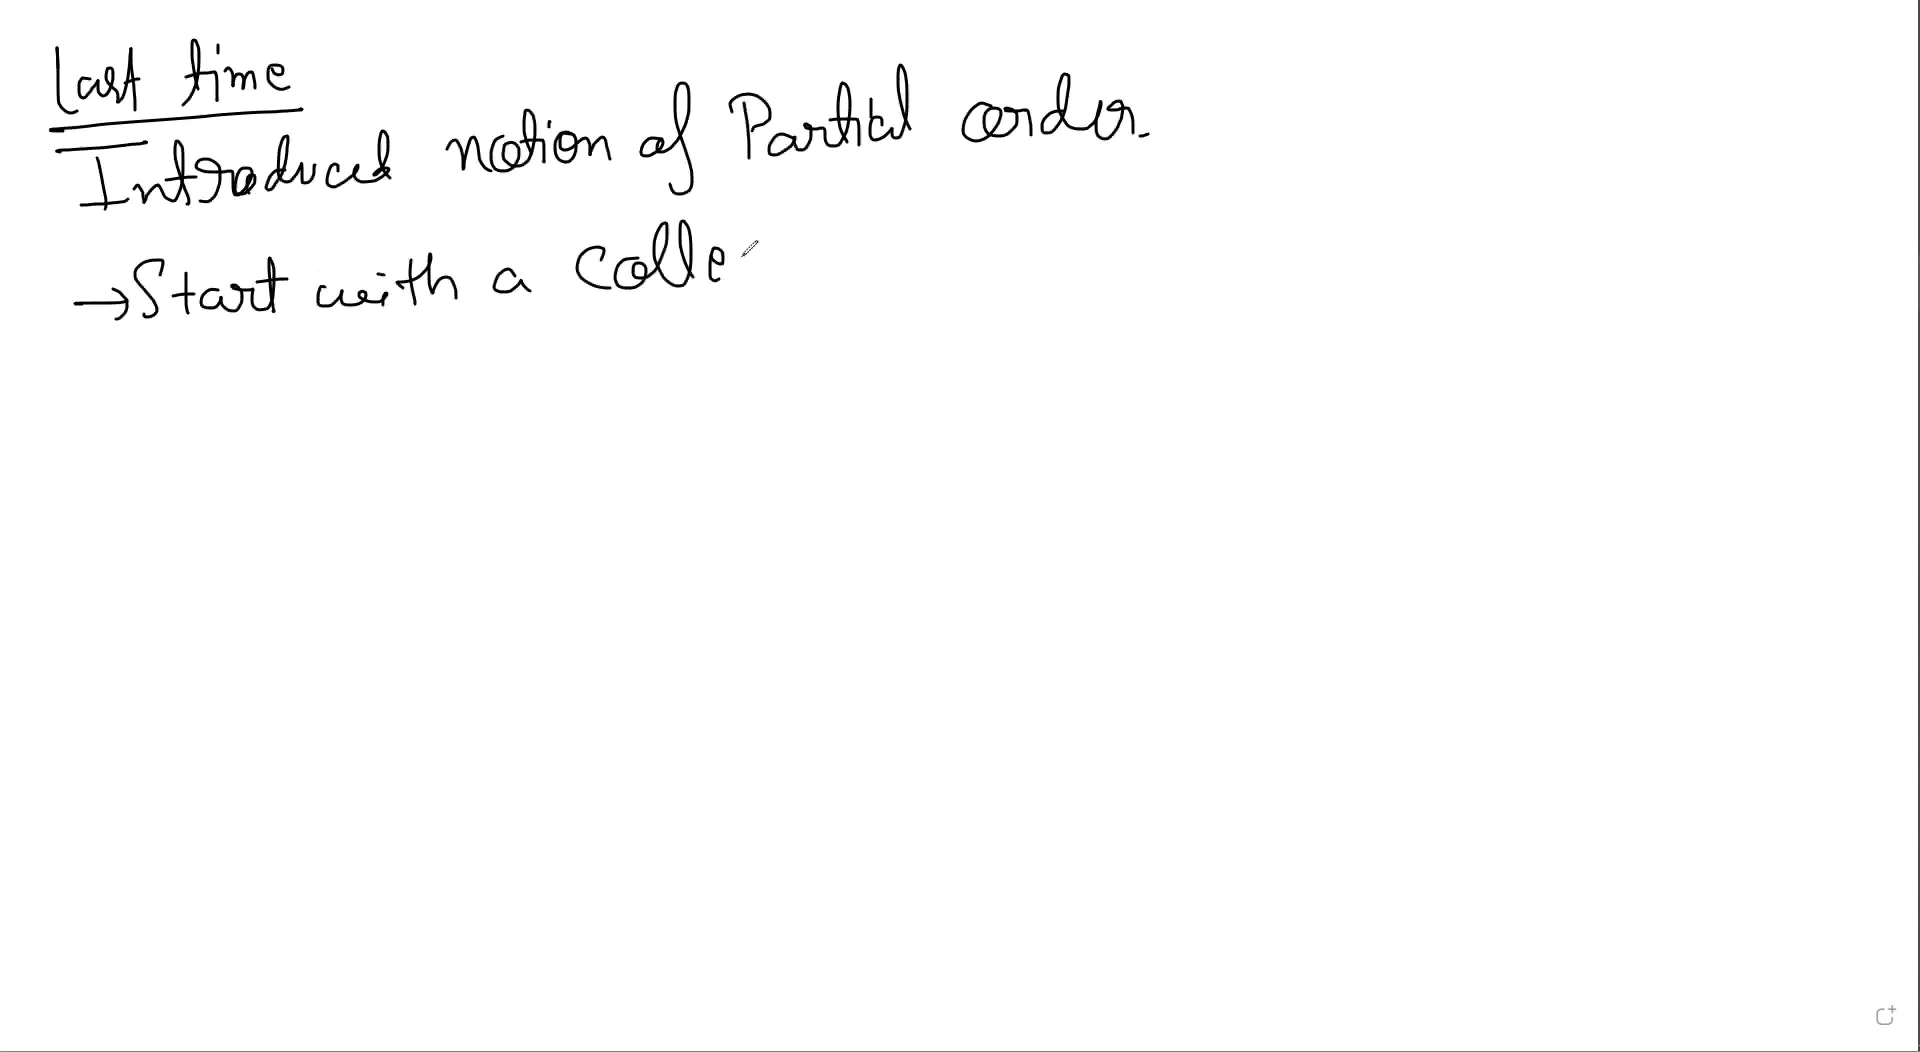 Last time
Introduced notion of Partial order.
→ Start with a Colle